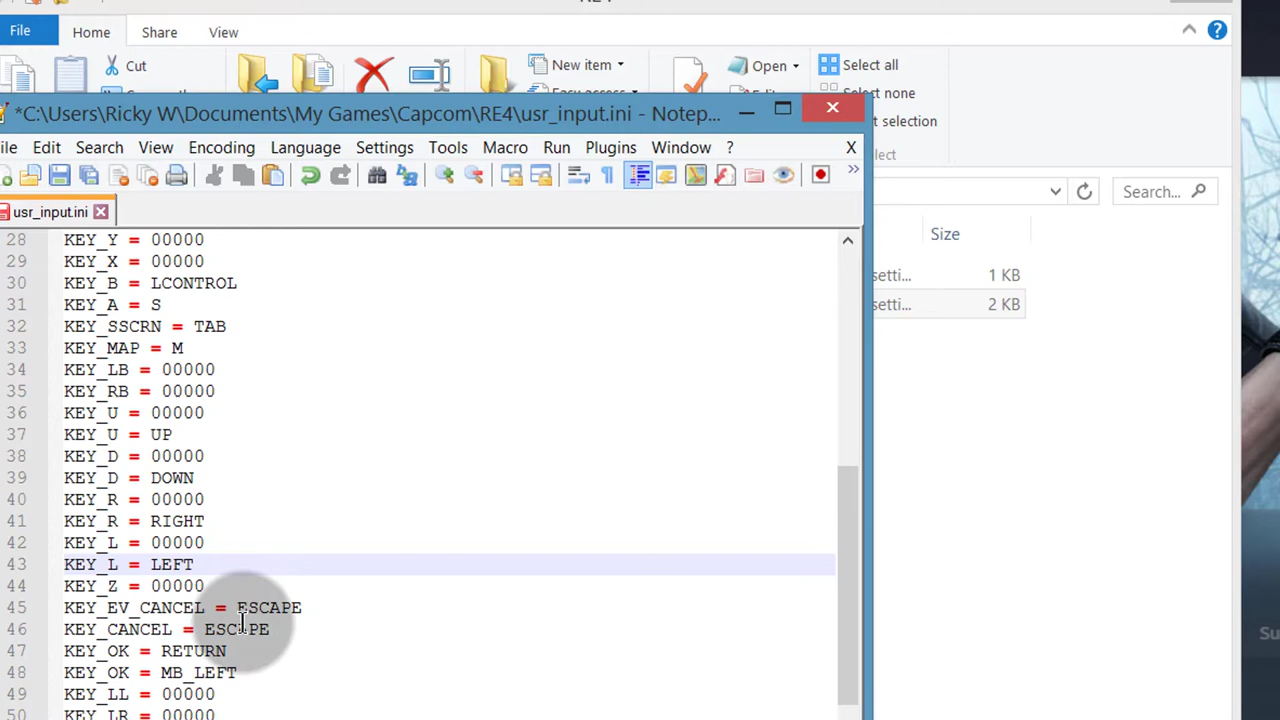 File Home Share View
Cut
New item
Open
Select all
Easy access
Select none
selection
*C:\Users\Ricky W\Documents\My Games\Capcom\RE4\usr_input.ini - Notep...
Edit Search View Encoding Language Settings Tools Macro Run Plugins Window ? X
Search...
usr_input.ini
Size
28 KEY_Y = 00000
29 KEY_X = 00000
setti... 1 KB
30 KEY_B = LCONTROL
31 KEY_A = S
setti... 2 KB
32 KEY_SSCRN = TAB
33 KEY_MAP = M
34 KEY_LB = 00000
35 KEY_RB = 00000
36 KEY_U = 00000
37 KEY_U = UP
38 KEY_D = 00000
39 KEY_D = DOWN
40 KEY_R = 00000
41 KEY_R = RIGHT
42 KEY_L = 00000
43 KEY_L = LEFT
44 KEY_Z = 00000
45 KEY_EV_CANCEL = ESCAPE
46 KEY_CANCEL = ESCAPE
47 KEY_OK = RETURN
48 KEY_OK = MB_LEFT
49 KEY_LL = 00000
50 KEY_LR = 00000